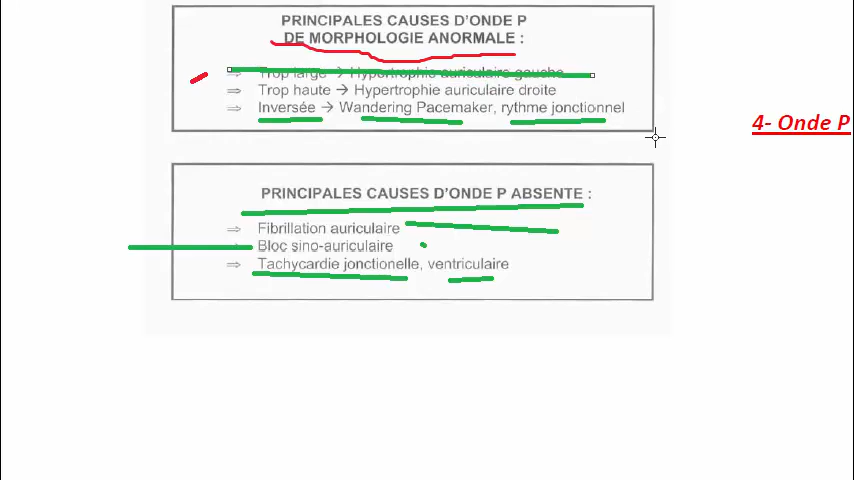 PRINCIPALES CAUSES D'ONDE P
DE MORPHOLOGIE ANORMALE :
⇒ Trop large → Hypertrophie auriculaire gauche
⇒ Trop haute → Hypertrophie auriculaire droite
⇒ Inversée → Wandering Pacemaker, rythme jonctionnel
4- Onde P
PRINCIPALES CAUSES D'ONDE P ABSENTE :
⇒ Fibrillation auriculaire
⇒ Bloc sino-auriculaire
⇒ Tachycardie jonctionelle, ventriculaire